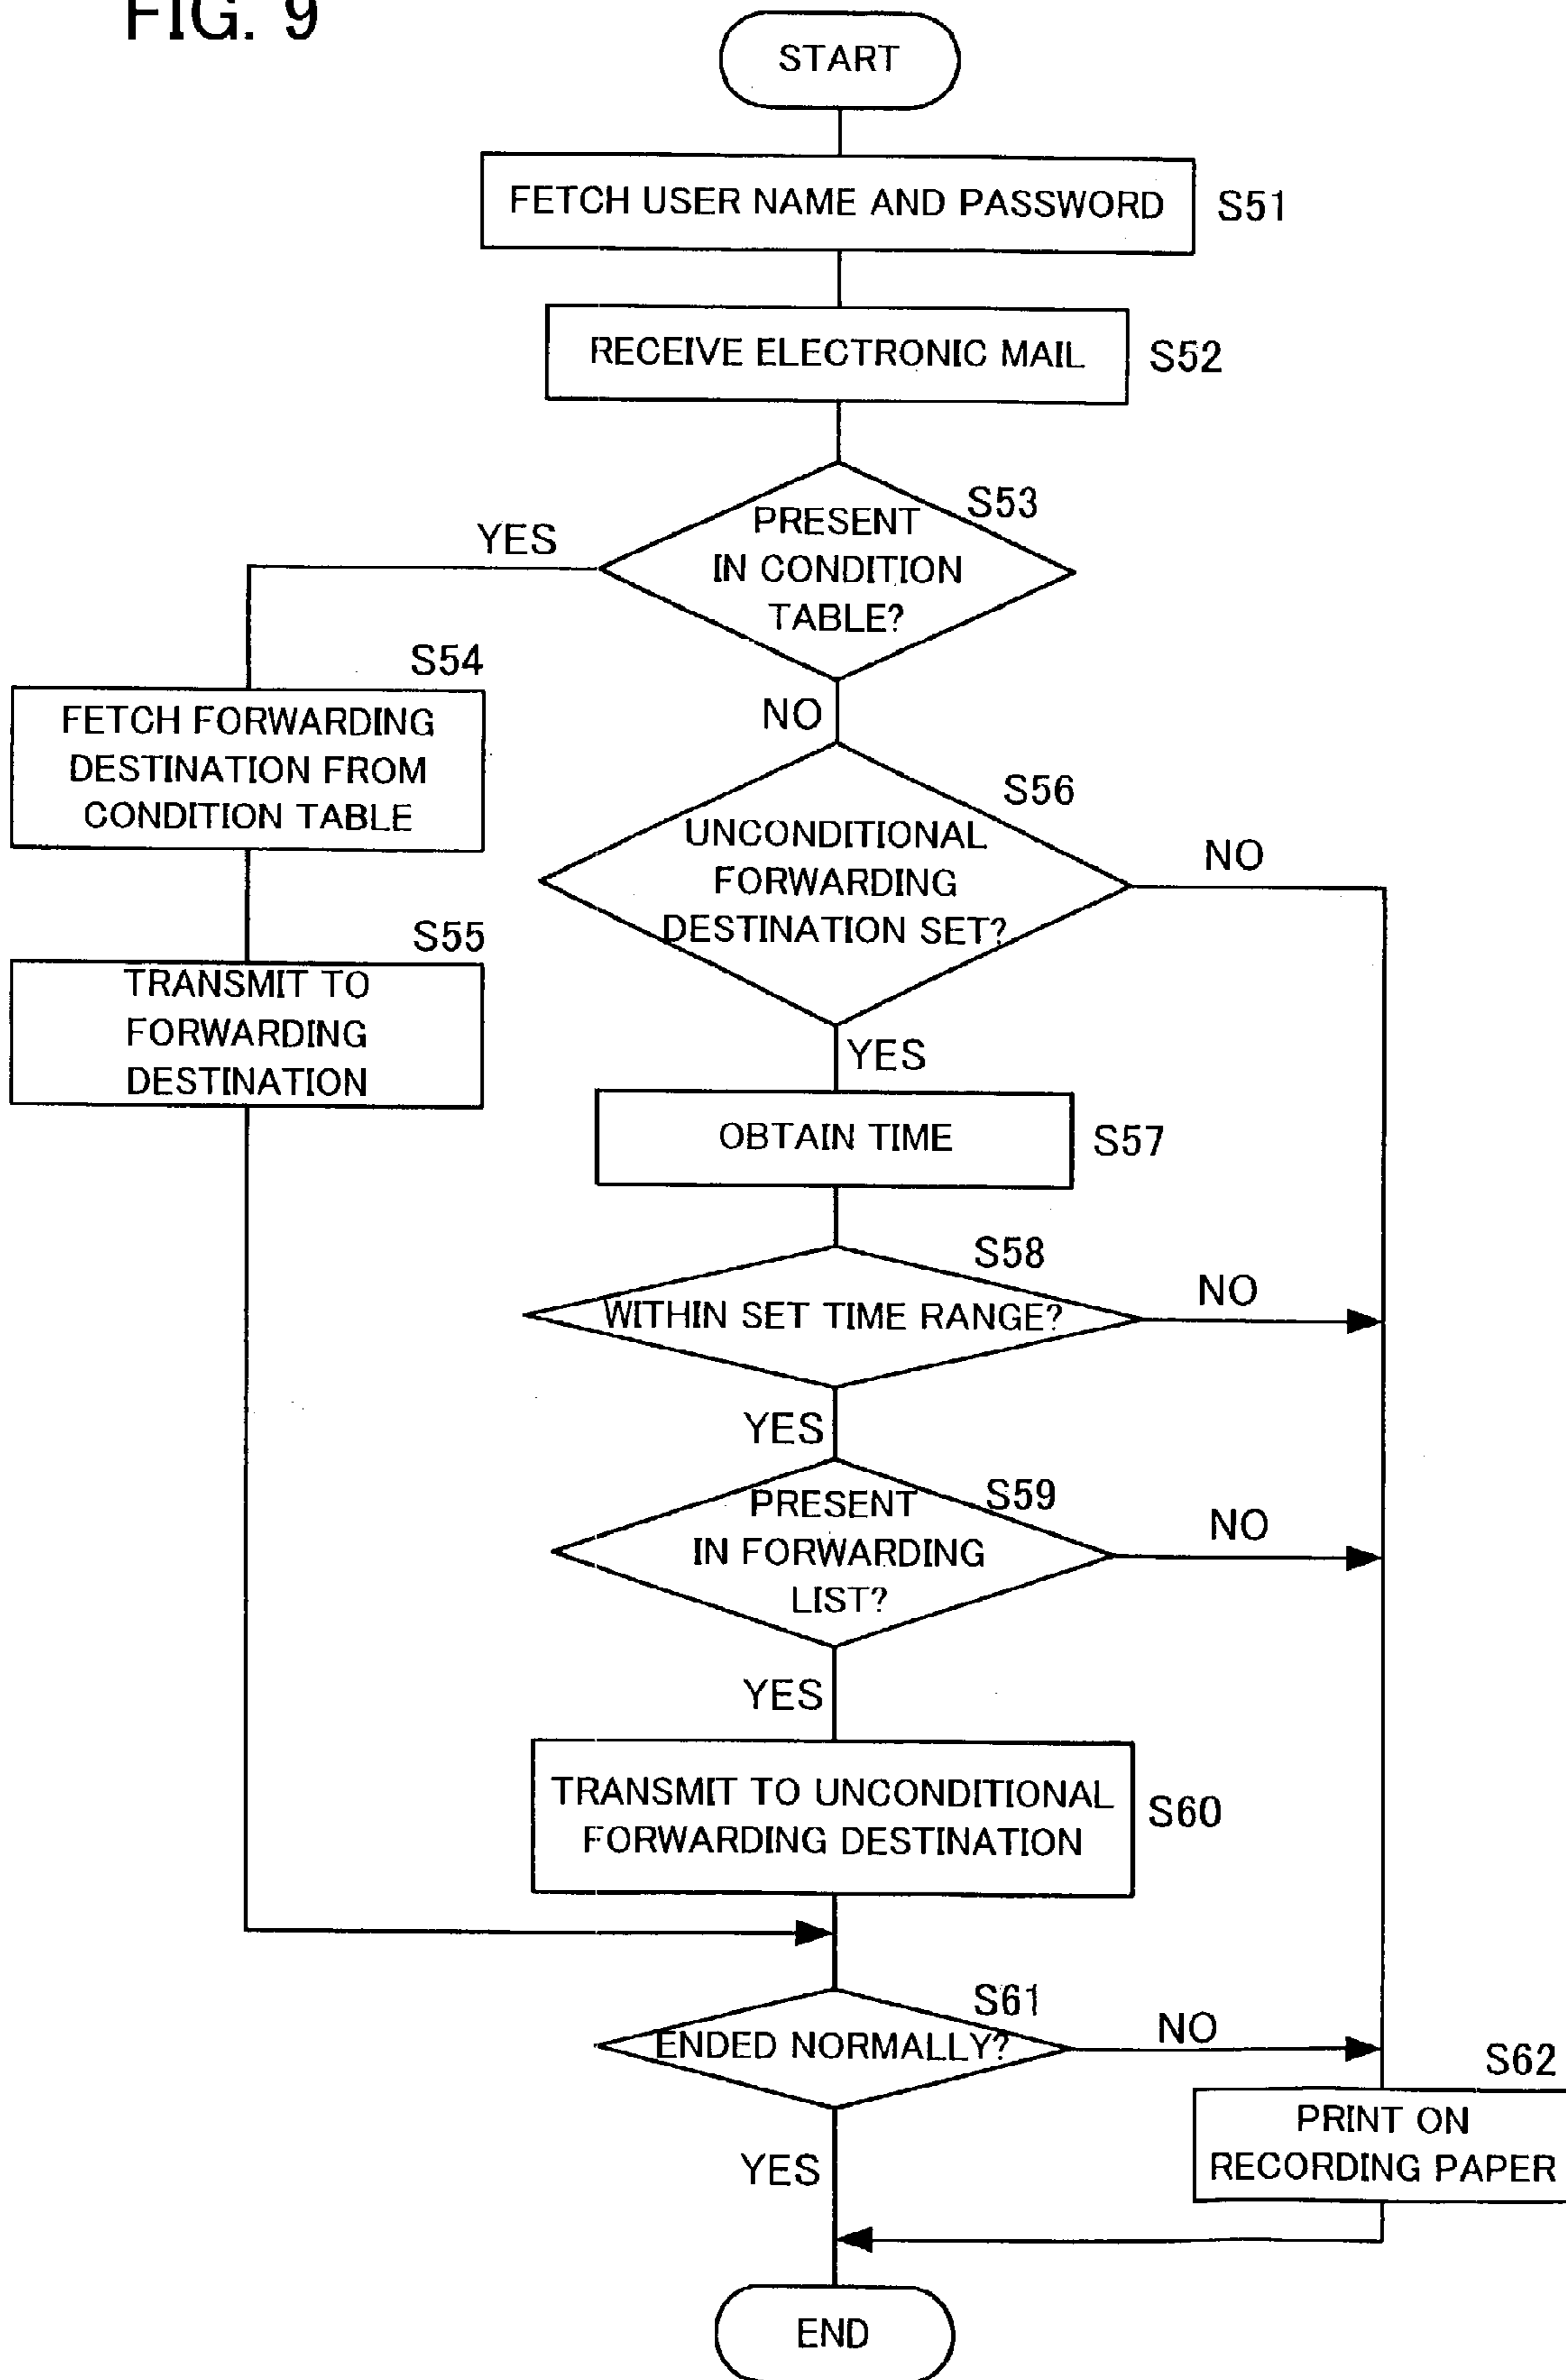 FIG. 9
START
FETCH USER NAME AND PASSWORD
S51
RECEIVE ELECTRONIC MAIL
S52
S53
PRESENT
IN CONDITION
TABLE?
YES
NO
S54
FETCH FORWARDING
DESTINATION FROM
CONDITION TABLE
S55
TRANSMIT TO
FORWARDING
DESTINATION
S56
UNCONDITIONAL
FORWARDING
DESTINATION SET?
NO
YES
OBTAIN TIME
S57
S58
WITHIN SET TIME RANGE?
NO
YES
S59
PRESENT
IN FORWARDING
LIST?
NO
YES
TRANSMIT TO UNCONDITIONAL
FORWARDING DESTINATION
S60
S61
ENDED NORMALLY?
NO
YES
S62
PRINT ON
RECORDING PAPER
END